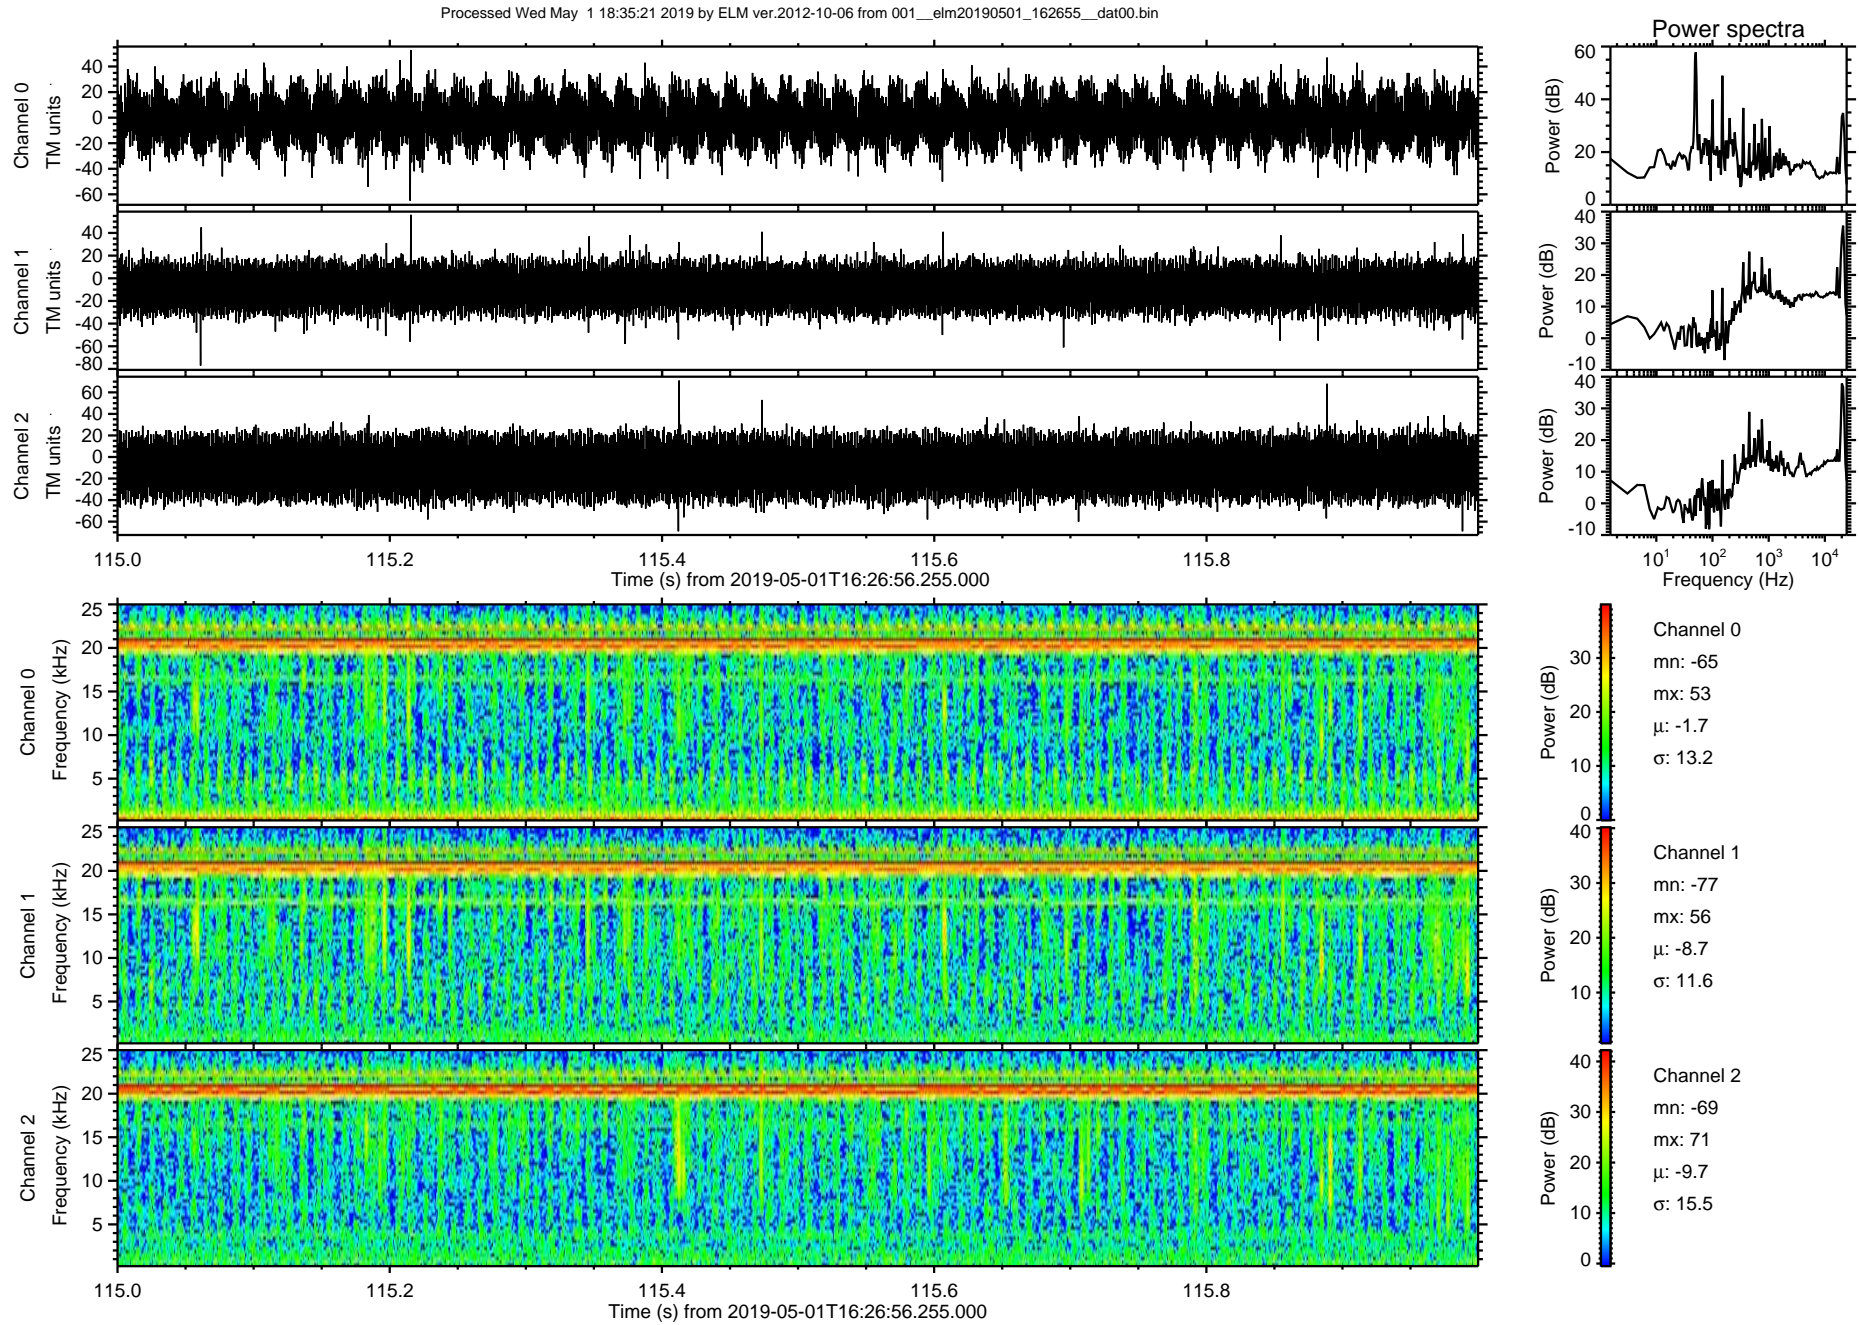 Processed Wed May  1 18:35:21 2019 by ELM ver.2012-10-06 from 001__elm20190501_162655__dat00.bin
Power spectra
Channel 0
TM units
40
20
0
-20
-40
-60
Power (dB)
60
40
20
0
Channel 1
TM units
40
20
0
-20
-40
-60
-80
Power (dB)
40
30
20
10
0
-10
Channel 2
TM units
60
40
20
0
-20
-40
-60
Power (dB)
40
30
20
10
0
-10
115.0 115.2 115.4 115.6 115.8
Time (s) from 2019-05-01T16:26:56.255.000
10¹ 10² 10³ 10⁴
Frequency (Hz)
Channel 0
Frequency (kHz)
25
20
15
10
5
Power (dB)
30
20
10
0
Channel 0
mn: -65
mx: 53
μ: -1.7
σ: 13.2
Channel 1
Frequency (kHz)
25
20
15
10
5
Power (dB)
40
30
20
10
Channel 1
mn: -77
mx: 56
μ: -8.7
σ: 11.6
Channel 2
Frequency (kHz)
25
20
15
10
5
Power (dB)
40
30
20
10
0
Channel 2
mn: -69
mx: 71
μ: -9.7
σ: 15.5
115.0 115.2 115.4 115.6 115.8
Time (s) from 2019-05-01T16:26:56.255.000